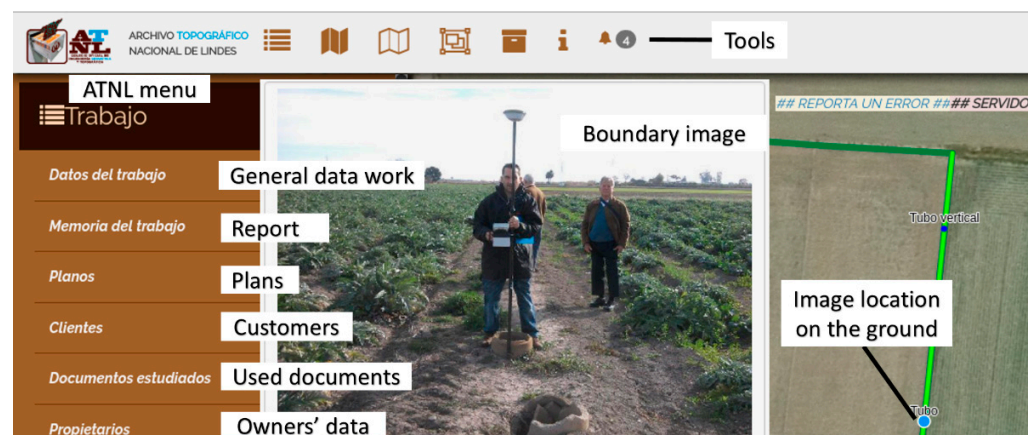 ATNL
ARCHIVO TOPOGRÁFICO
NACIONAL DE LINDES
i
4
Tools
ATNL menu
Trabajo
Boundary image
## REPORTA UN ERROR #### SERVIDO
Datos del trabajo
General data work
Memoria del trabajo
Report
Tubo vertical
Planos
Plans
Image location
on the ground
Clientes
Customers
Documentos estudiados
Used documents
Tubo
Propietarios
Owners' data